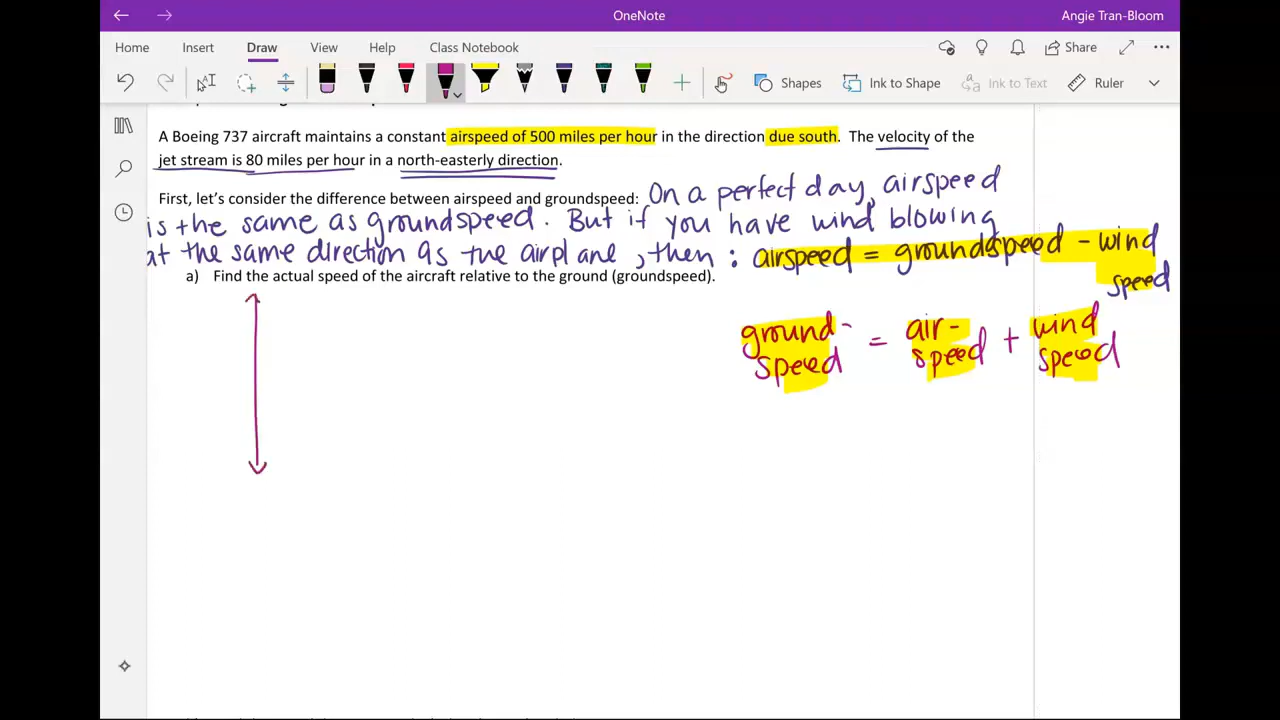 OneNote
Angie Tran-Bloom
Home Insert Draw View Help Class Notebook Share
Shapes Ink to Shape Ink to Text Ruler
A Boeing 737 aircraft maintains a constant airspeed of 500 miles per hour in the direction due south. The velocity of the
jet stream is 80 miles per hour in a north-easterly direction.
First, let's consider the difference between airspeed and groundspeed: On a perfect day, airspeed
is the same as groundspeed. But if you have wind blowing
at the same direction as the airplane, then: airspeed = groundspeed - wind
speed
a) Find the actual speed of the aircraft relative to the ground (groundspeed).
ground- = air- + wind
speed speed speed